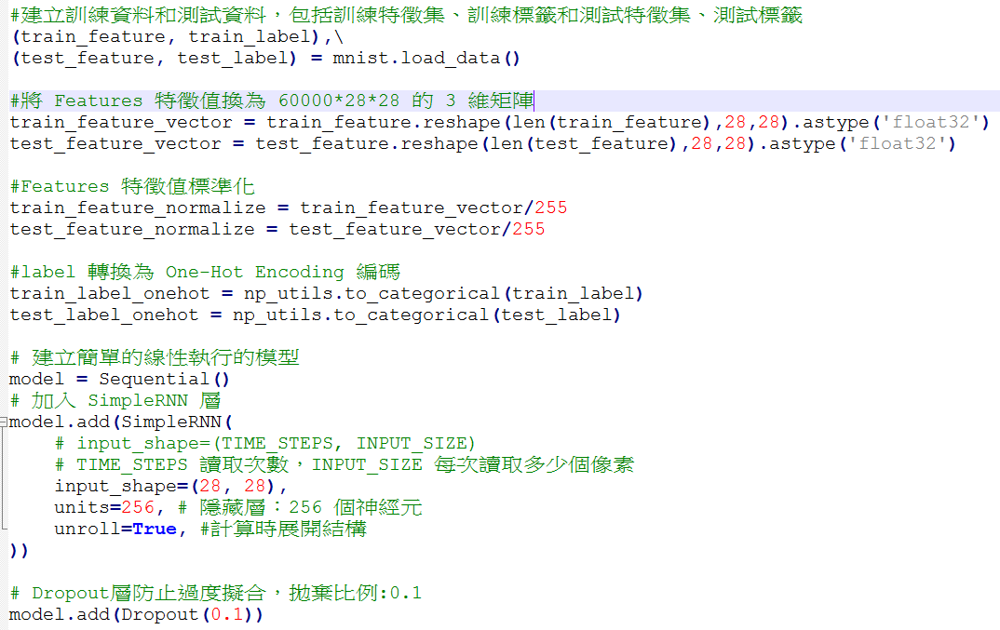 #建立訓練資料和測試資料，包括訓練特徵集、訓練標籤和測試特徵集、測試標籤
(train_feature, train_label),\
(test_feature, test_label) = mnist.load_data()
#將 Features 特徵值換為 60000*28*28 的 3 維矩陣
train_feature_vector = train_feature.reshape(len(train_feature),28,28).astype('float32')
test_feature_vector = test_feature.reshape(len(test_feature),28,28).astype('float32')
#Features 特徵值標準化
train_feature_normalize = train_feature_vector/255
test_feature_normalize = test_feature_vector/255
#label 轉換為 One-Hot Encoding 編碼
train_label_onehot = np_utils.to_categorical(train_label)
test_label_onehot = np_utils.to_categorical(test_label)
# 建立簡單的線性執行的模型
model = Sequential()
# 加入 SimpleRNN 層
model.add(SimpleRNN(
    # input_shape=(TIME_STEPS, INPUT_SIZE)
    # TIME_STEPS 讀取次數，INPUT_SIZE 每次讀取多少個像素
    input_shape=(28, 28),
    units=256, # 隱藏層：256 個神經元
    unroll=True, #計算時展開結構
))
# Dropout層防止過度擬合，拋棄比例:0.1
model.add(Dropout(0.1))